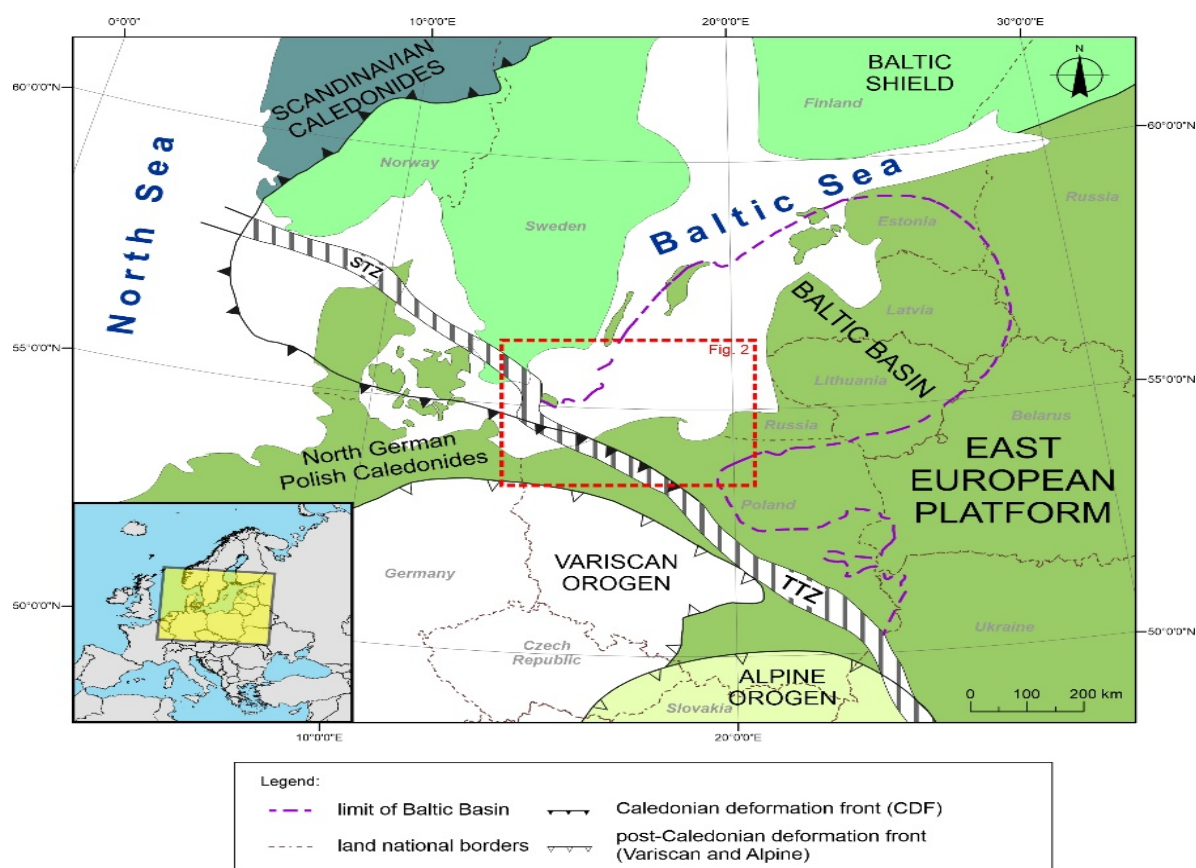 0°0'0"
10°0'0"E
20°0'0"E
30°0'0"E
60°0'0"N
60°0'0"N
55°0'0"N
55°0'0"N
50°0'0"N
50°0'0"N
10°0'0"E
20°0'0"E
N
SCANDINAVIAN
CALEDONIDES
BALTIC
SHIELD
Finland
Norway
Sweden
North Sea
Baltic Sea
Estonia
Russia
STZ
BALTIC BASIN
Latvia
Fig. 2
Lithuania
Russia
Belarus
North German
Polish Caledonides
EAST
EUROPEAN
PLATFORM
Poland
VARISCAN
OROGEN
Germany
TTZ
Czech
Republic
Ukraine
ALPINE
OROGEN
Slovakia
0 100 200 km
Legend:
limit of Baltic Basin
Caledonian deformation front (CDF)
land national borders
post-Caledonian deformation front
(Variscan and Alpine)